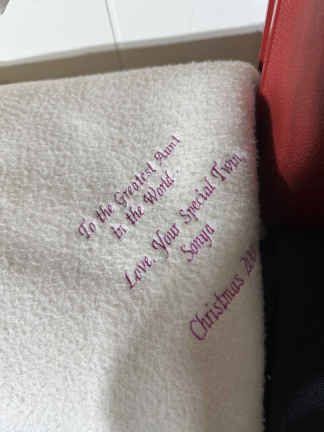 To the Greatest Aunt
In the World.
Love, Your Special Twin,
Sonya
Christmas